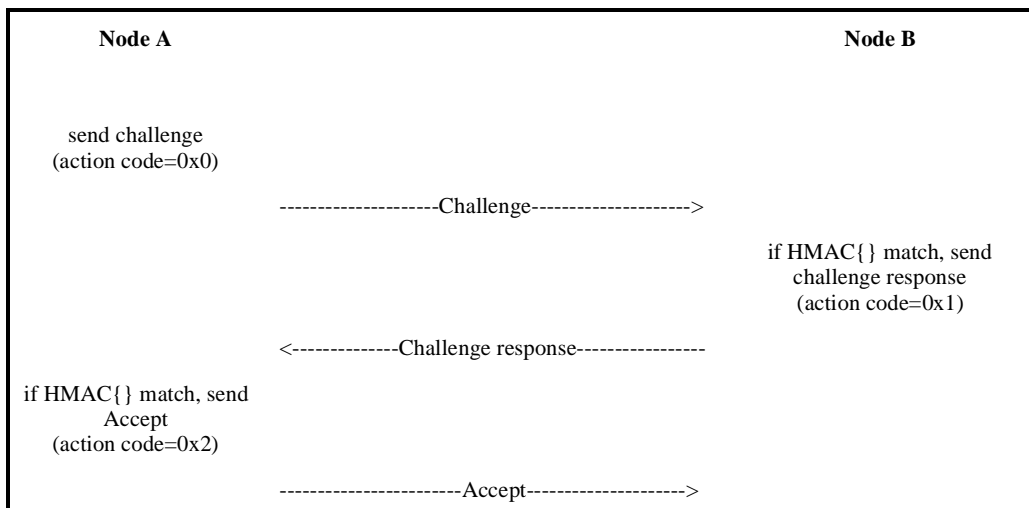 Node A
Node B
send challenge
(action code=0x0)
---------------------Challenge--------------------->
if HMAC{} match, send
challenge response
(action code=0x1)
<--------------Challenge response-----------------
if HMAC{} match, send
Accept
(action code=0x2)
------------------------Accept--------------------->